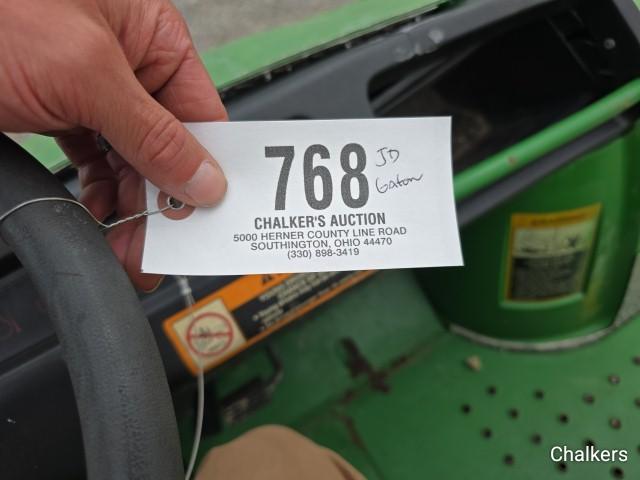 768
JD
Gator
CHALKER'S AUCTION
5000 HERNER COUNTY LINE ROAD
SOUTHINGTON, OHIO 44470
(330) 898-3419
Chalkers